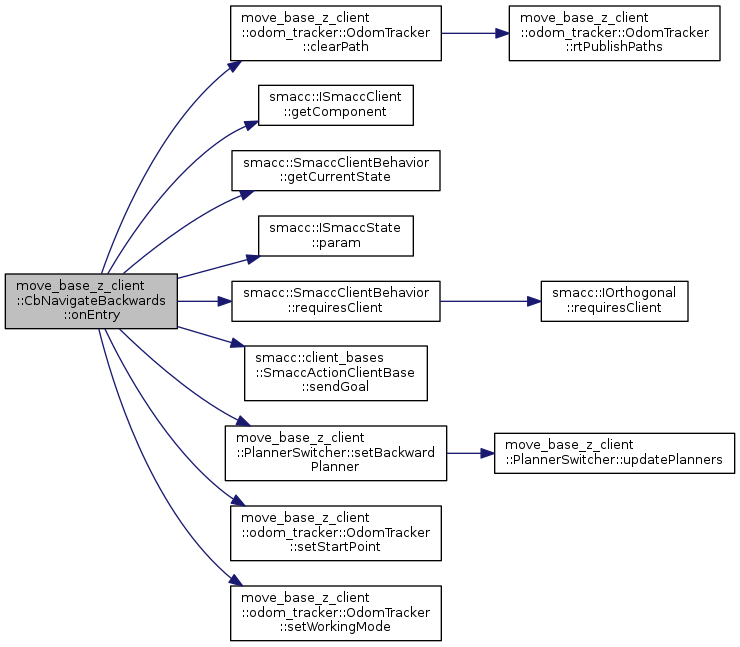 move_base_z_client
::CbNavigateBackwards
::onEntry
move_base_z_client
::odom_tracker::OdomTracker
::clearPath
move_base_z_client
::odom_tracker::OdomTracker
::rtPublishPaths
smacc::ISmaccClient
::getComponent
smacc::SmaccClientBehavior
::getCurrentState
smacc::ISmaccState
::param
smacc::SmaccClientBehavior
::requiresClient
smacc::IOrthogonal
::requiresClient
smacc::client_bases
::SmaccActionClientBase
::sendGoal
move_base_z_client
::PlannerSwitcher::setBackward
Planner
move_base_z_client
::PlannerSwitcher::updatePlanners
move_base_z_client
::odom_tracker::OdomTracker
::setStartPoint
move_base_z_client
::odom_tracker::OdomTracker
::setWorkingMode